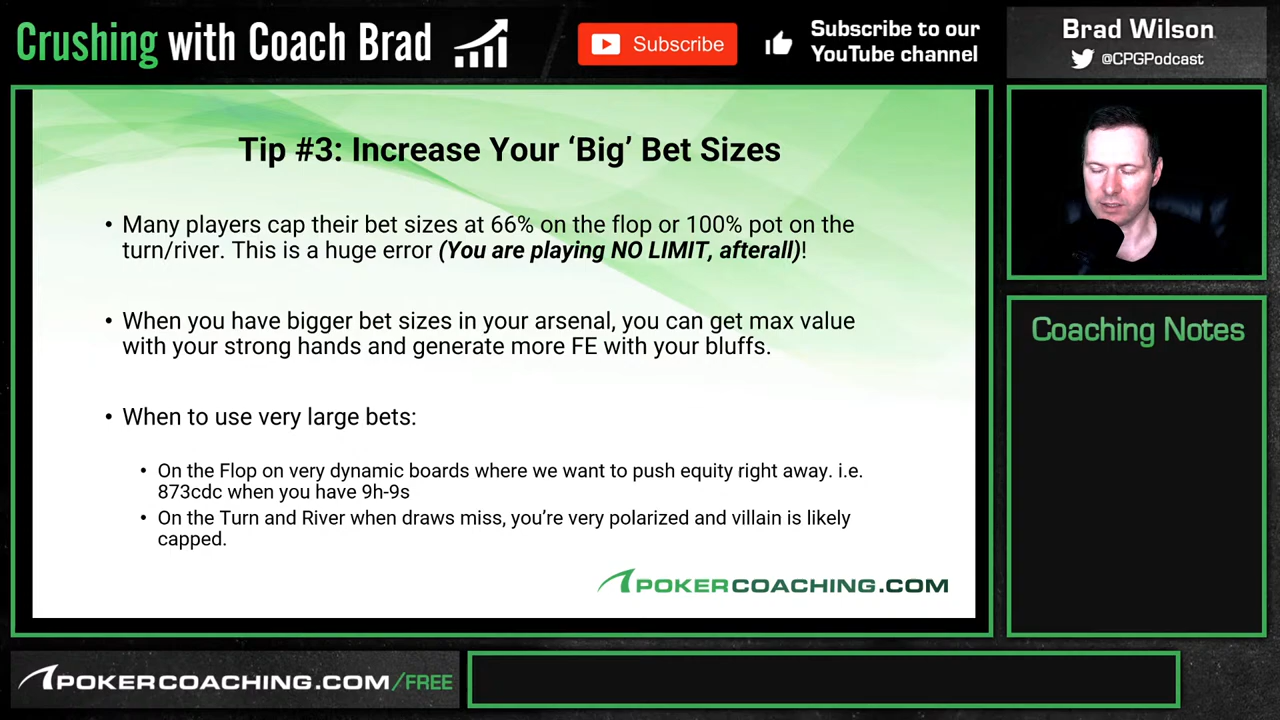 Crushing with Coach Brad
Subscribe
Subscribe to our
YouTube channel
Brad Wilson
@CPGPodcast
Tip #3: Increase Your ‘Big’ Bet Sizes
• Many players cap their bet sizes at 66% on the flop or 100% pot on the
turn/river. This is a huge error (You are playing NO LIMIT, afterall)!
• When you have bigger bet sizes in your arsenal, you can get max value
with your strong hands and generate more FE with your bluffs.
• When to use very large bets:
• On the Flop on very dynamic boards where we want to push equity right away. i.e.
873cdc when you have 9h-9s
• On the Turn and River when draws miss, you’re very polarized and villain is likely
capped.
POKERCOACHING.COM
Coaching Notes
POKERCOACHING.COM/FREE